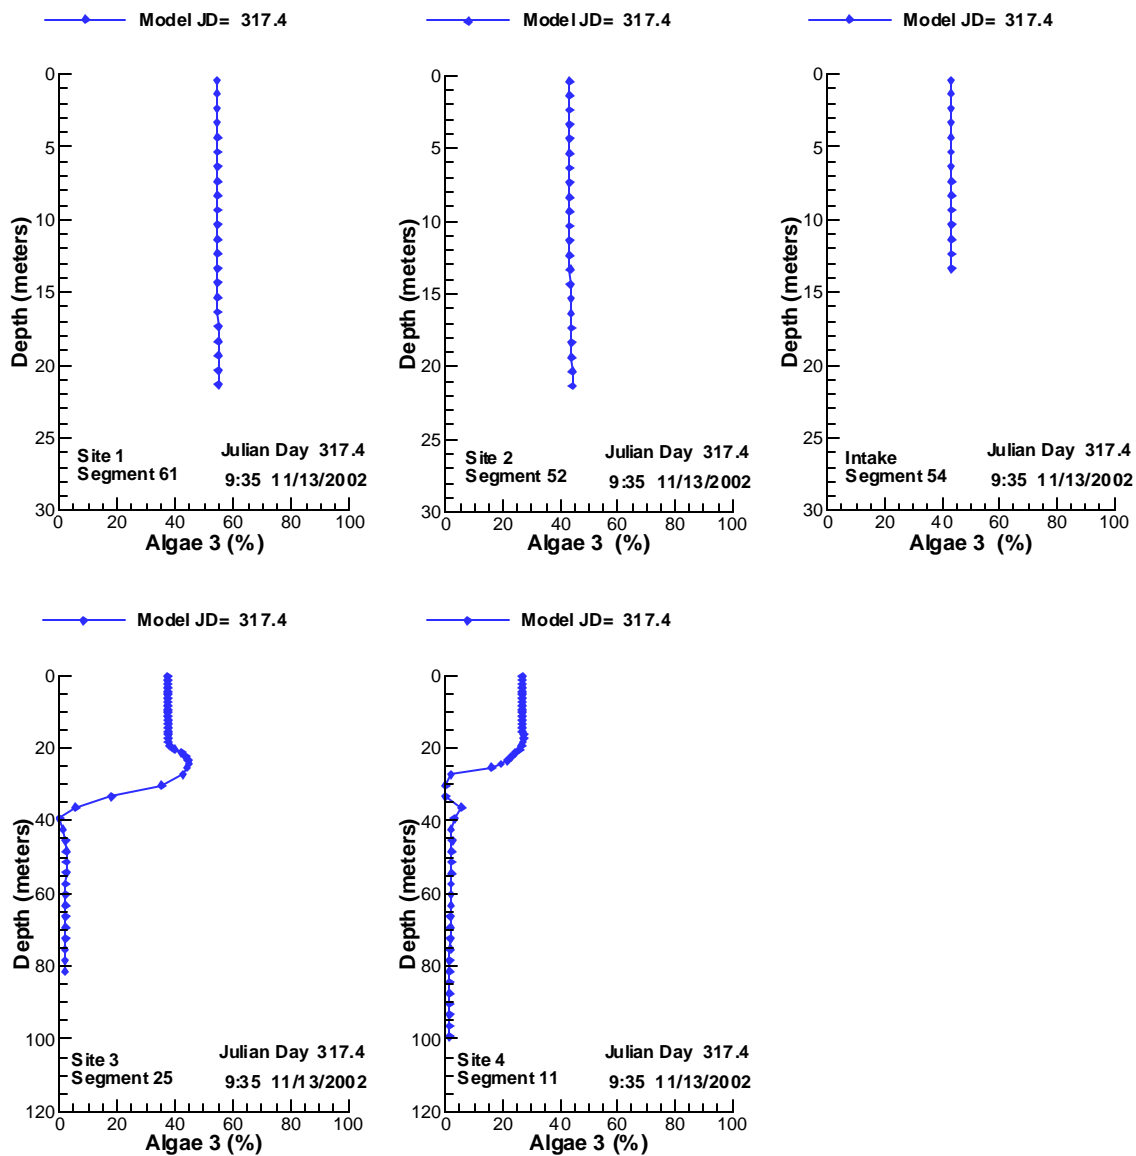 Model JD= 317.4
0
5
10
15
20
25
30
Depth (meters)
Site 1
Segment 61
Julian Day 317.4
9:35 11/13/2002
0 20 40 60 80 100
Algae 3 (%)
Model JD= 317.4
0
5
10
15
20
25
30
Depth (meters)
Site 2
Segment 52
Julian Day 317.4
9:35 11/13/2002
0 20 40 60 80 100
Algae 3 (%)
Model JD= 317.4
0
5
10
15
20
25
30
Depth (meters)
Intake
Segment 54
Julian Day 317.4
9:35 11/13/2002
0 20 40 60 80 100
Algae 3 (%)
Model JD= 317.4
0
20
40
60
80
100
120
Depth (meters)
Site 3
Segment 25
Julian Day 317.4
9:35 11/13/2002
0 20 40 60 80 100
Algae 3 (%)
Model JD= 317.4
0
20
40
60
80
100
120
Depth (meters)
Site 4
Segment 11
Julian Day 317.4
9:35 11/13/2002
0 20 40 60 80 100
Algae 3 (%)